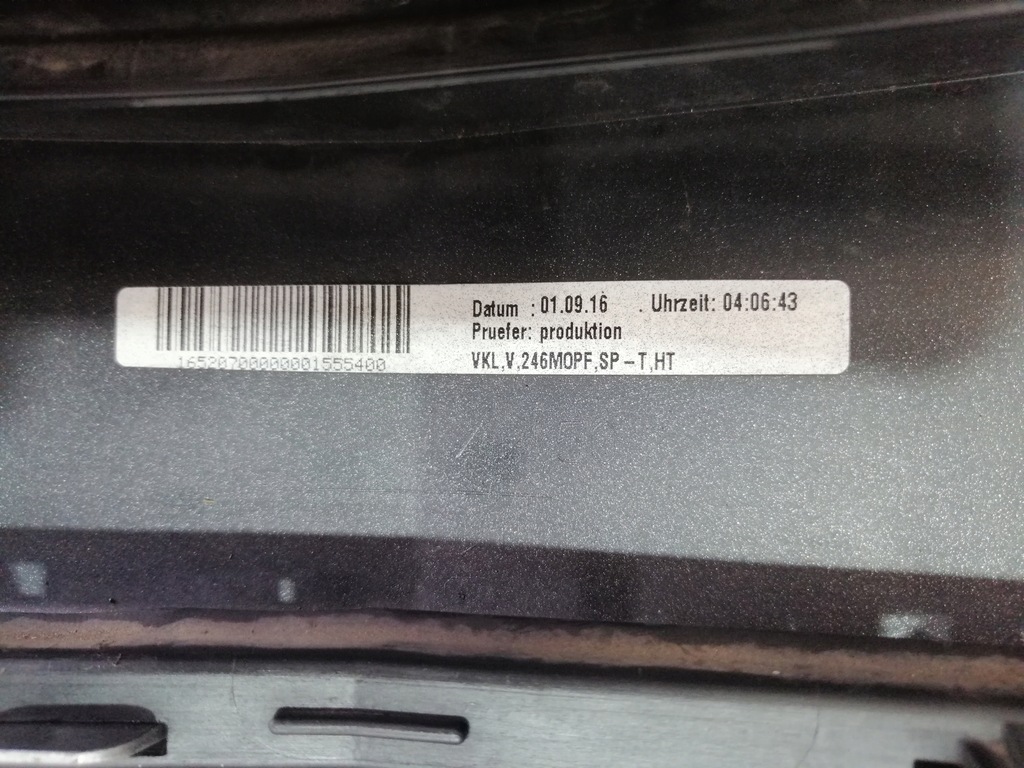 Datum : 01.09.16 . Uhrzeit: 04:06:43
Pruefer: produktion
16520700000001555400 VKL,V,246MOPF,SP-T,HT